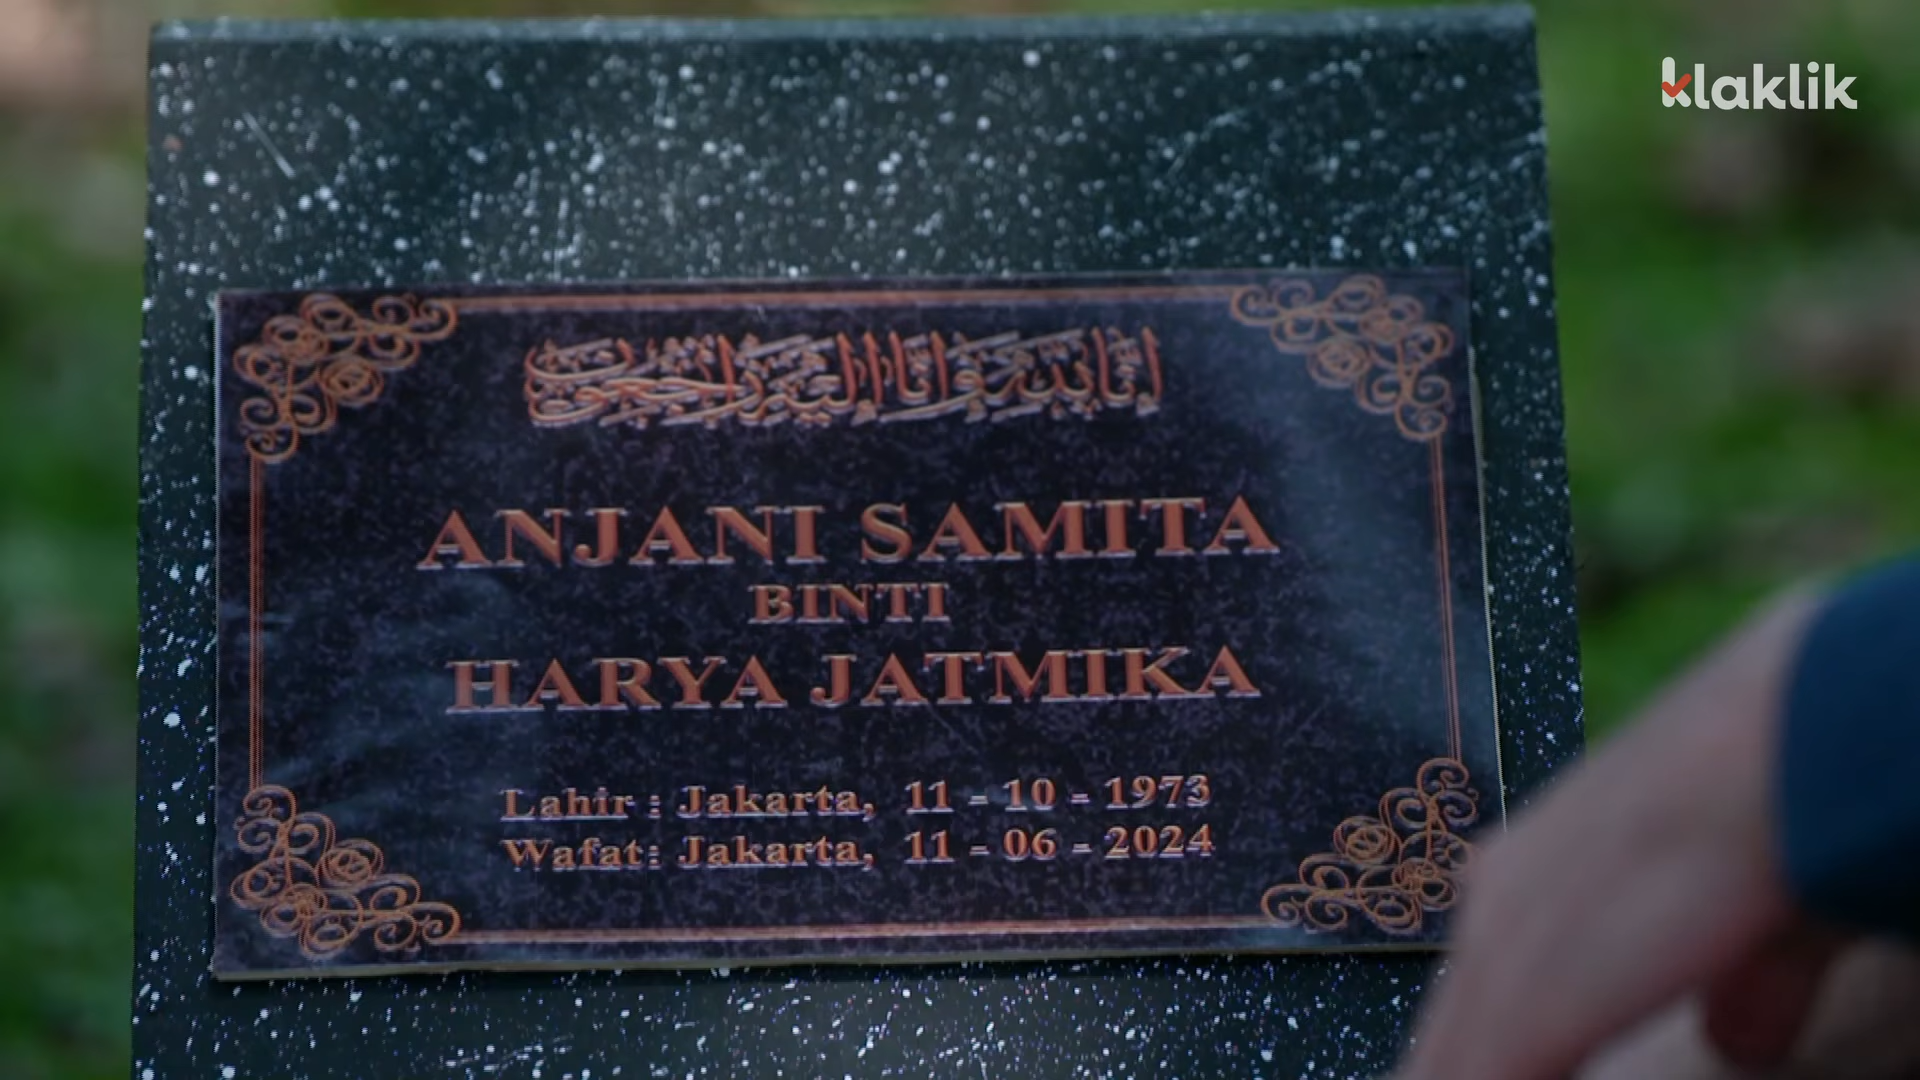 klaklik
إنا لله وإنا إليه راجعون
ANJANI SAMITA
BINTI
HARYA JATMIKA
Lahir : Jakarta, 11 - 10 - 1973
Wafat: Jakarta, 11 - 06 - 2024